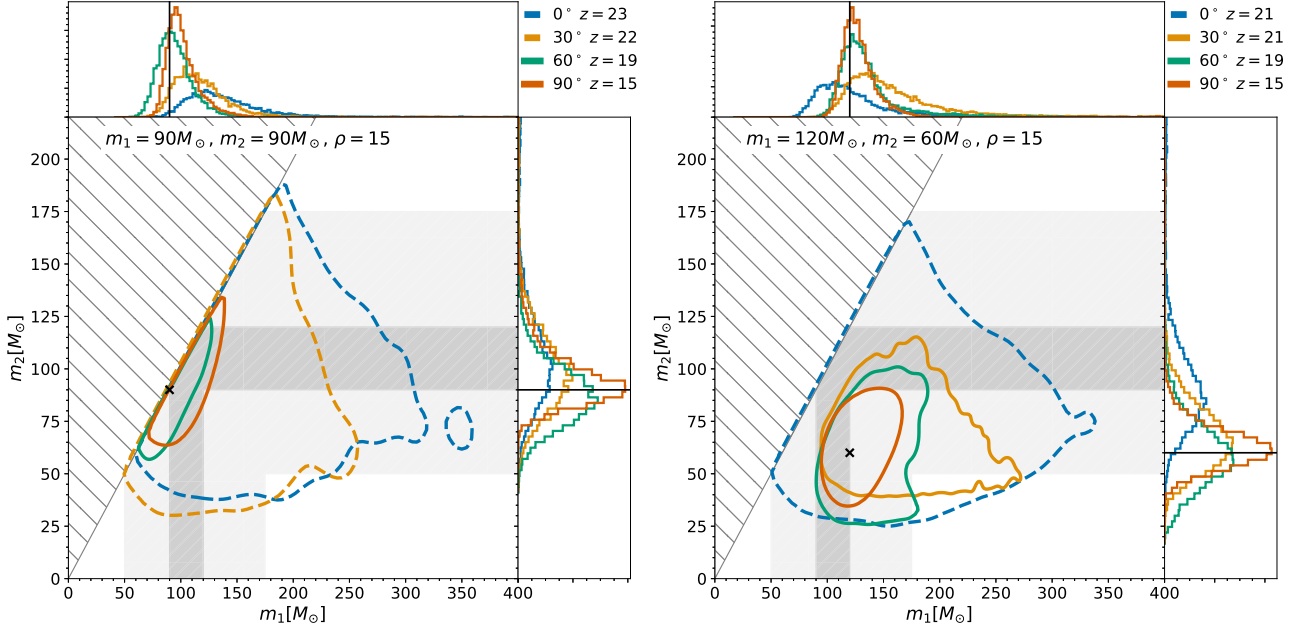 0° z = 23
30° z = 22
60° z = 19
90° z = 15
m₁ = 90M☉, m₂ = 90M☉, ρ = 15
200
175
150
125
100
75
50
25
0
m₂[M☉]
0 50 100 150 200 250 300 350 400
m₁[M☉]
0° z = 21
30° z = 21
60° z = 19
90° z = 15
m₁ = 120M☉, m₂ = 60M☉, ρ = 15
200
175
150
125
100
75
50
25
0
m₂[M☉]
0 50 100 150 200 250 300 350 400
m₁[M☉]